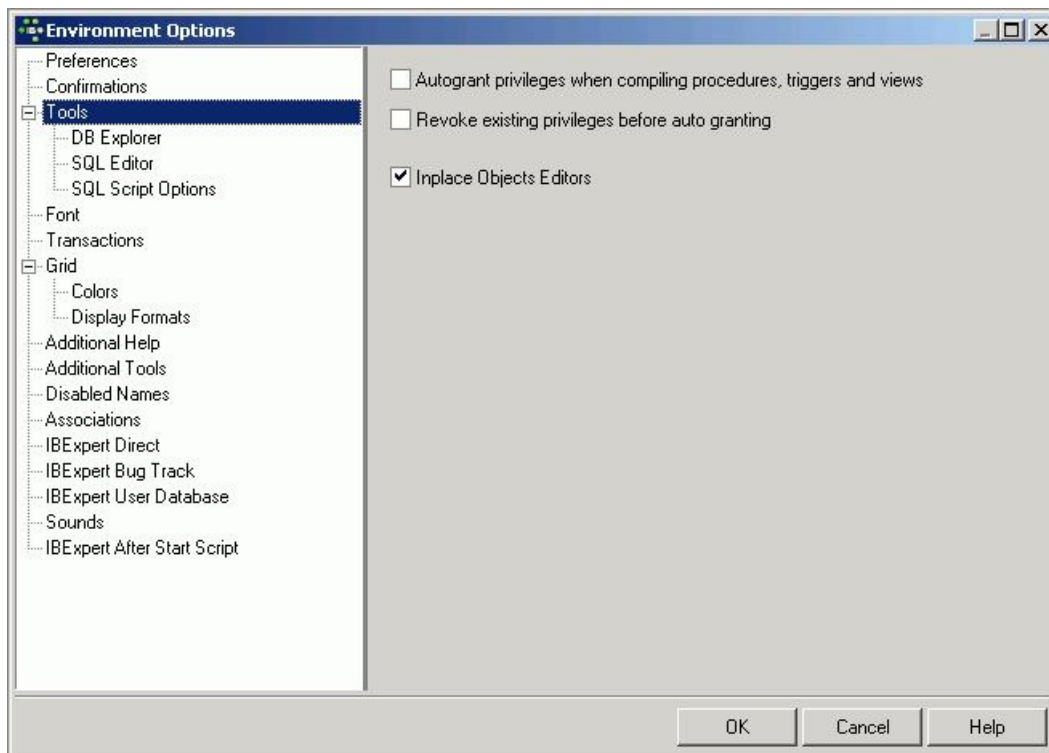 Environment Options
Preferences
Confirmations
Tools
DB Explorer
SQL Editor
SQL Script Options
Font
Transactions
Grid
Colors
Display Formats
Additional Help
Additional Tools
Disabled Names
Associations
IBExpert Direct
IBExpert Bug Track
IBExpert User Database
Sounds
IBExpert After Start Script
Autogrant privileges when compiling procedures, triggers and views
Revoke existing privileges before auto granting
Inplace Objects Editors
OK
Cancel
Help